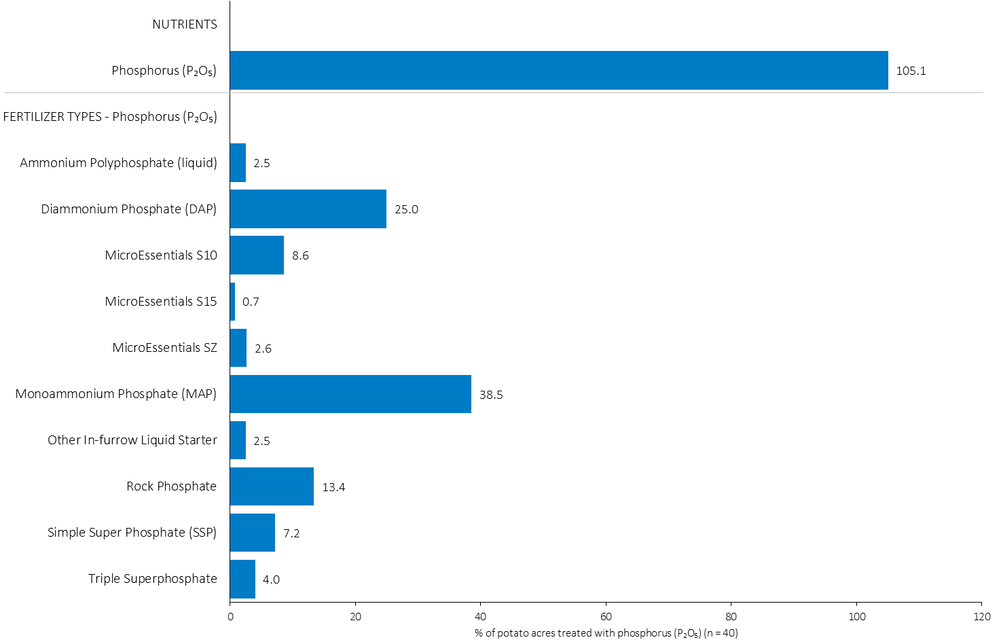 NUTRIENTS
Phosphorus (P₂O₅) 105.1
FERTILIZER TYPES - Phosphorus (P₂O₅)
Ammonium Polyphosphate (liquid) 2.5
Diammonium Phosphate (DAP) 25.0
MicroEssentials S10 8.6
MicroEssentials S15 0.7
MicroEssentials SZ 2.6
Monoammonium Phosphate (MAP) 38.5
Other In-furrow Liquid Starter 2.5
Rock Phosphate 13.4
Simple Super Phosphate (SSP) 7.2
Triple Superphosphate 4.0
0 20 40 60 80 100 120
% of potato acres treated with phosphorus (P₂O₅) (n = 40)